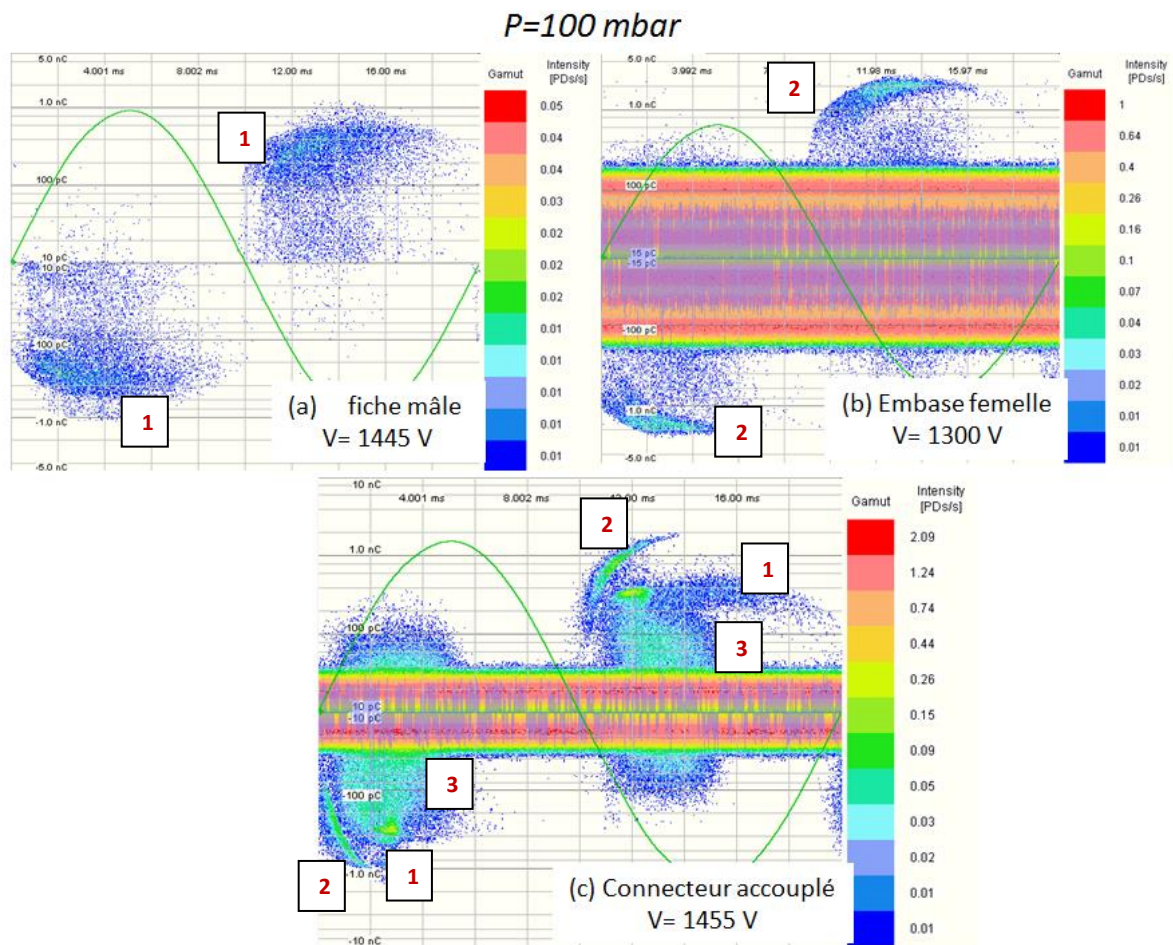 P=100 mbar
5.0 nC
4.001 ms
8.002 ms
12.00 ms
16.00 ms
1.0 nC
1
100 pC
10 pC
10 pC
100 pC
1
-1.0 nC
-5.0 nC
(a) fiche mâle
V= 1445 V
Gamut
Intensity
[PDs/s]
0.05
0.04
0.04
0.03
0.02
0.02
0.02
0.01
0.01
0.01
0.01
0.01
5.0 nC
3.992 ms
11.98 ms
15.97 ms
2
1.0 nC
100 pC
15 pC
-15 pC
-100 pC
1.0 nC
2
-5.0 nC
(b) Embase femelle
V= 1300 V
Gamut
Intensity
[PDs/s]
1
0.64
0.4
0.26
0.16
0.1
0.07
0.04
0.03
0.02
0.01
0.01
10 nC
4.001 ms
8.002 ms
16.00 ms
2
1.0 nC
1
100 pC
3
10 pC
-10 pC
3
-100 pC
2
1
-1.0 nC
-10 nC
(c) Connecteur accouplé
V= 1455 V
Gamut
Intensity
[PDs/s]
2.09
1.24
0.74
0.44
0.26
0.15
0.09
0.05
0.03
0.02
0.01
0.01